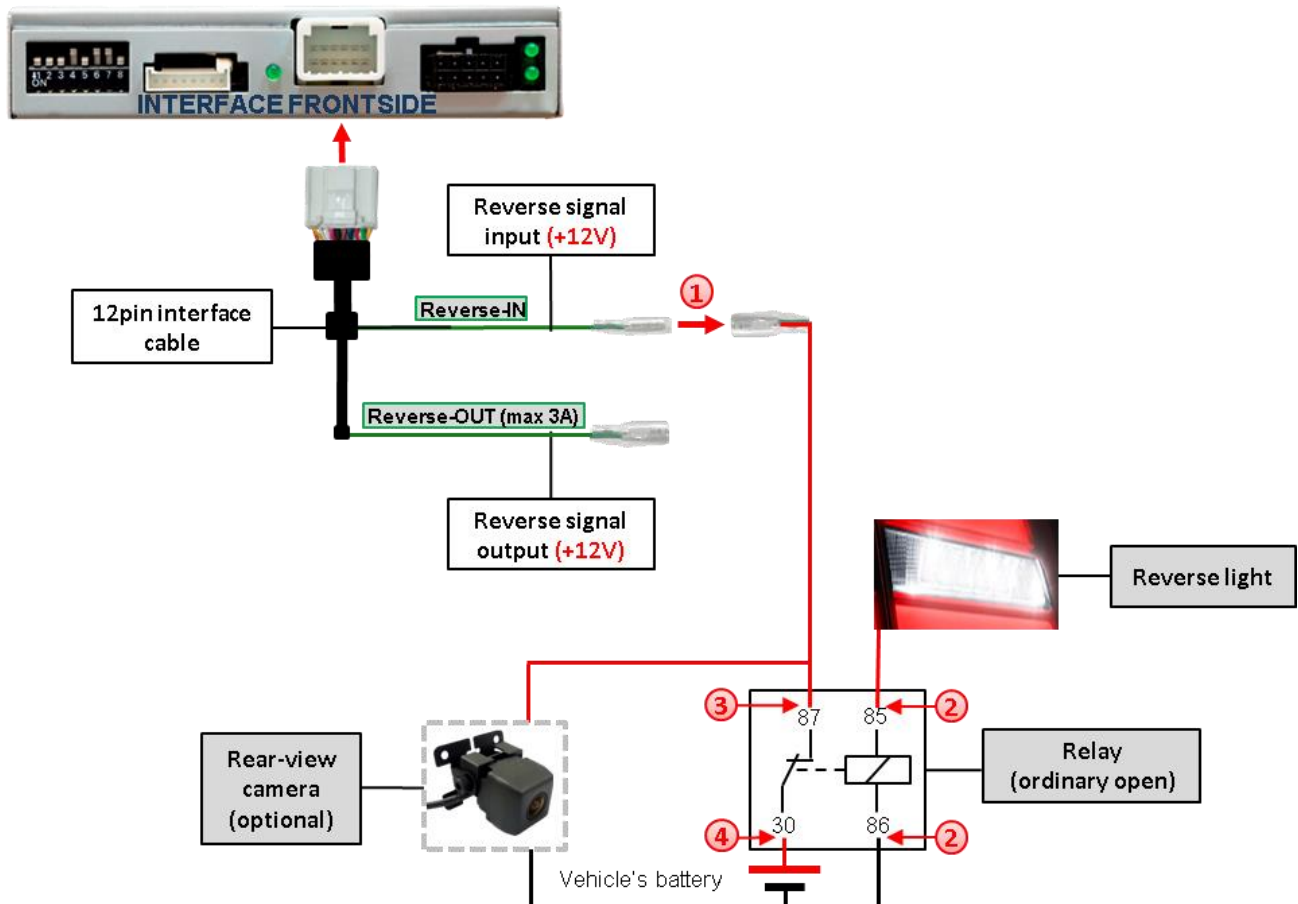 41 2 3 4 5 6 7 8
ON
INTERFACE FRONTSIDE
Reverse signal
input (+12V)
1
12pin interface
cable
Reverse-IN
Reverse-OUT (max 3A)
Reverse signal
output (+12V)
Reverse light
3
87
85
2
Rear-view
camera
(optional)
Relay
(ordinary open)
4
30
86
2
Vehicle's battery